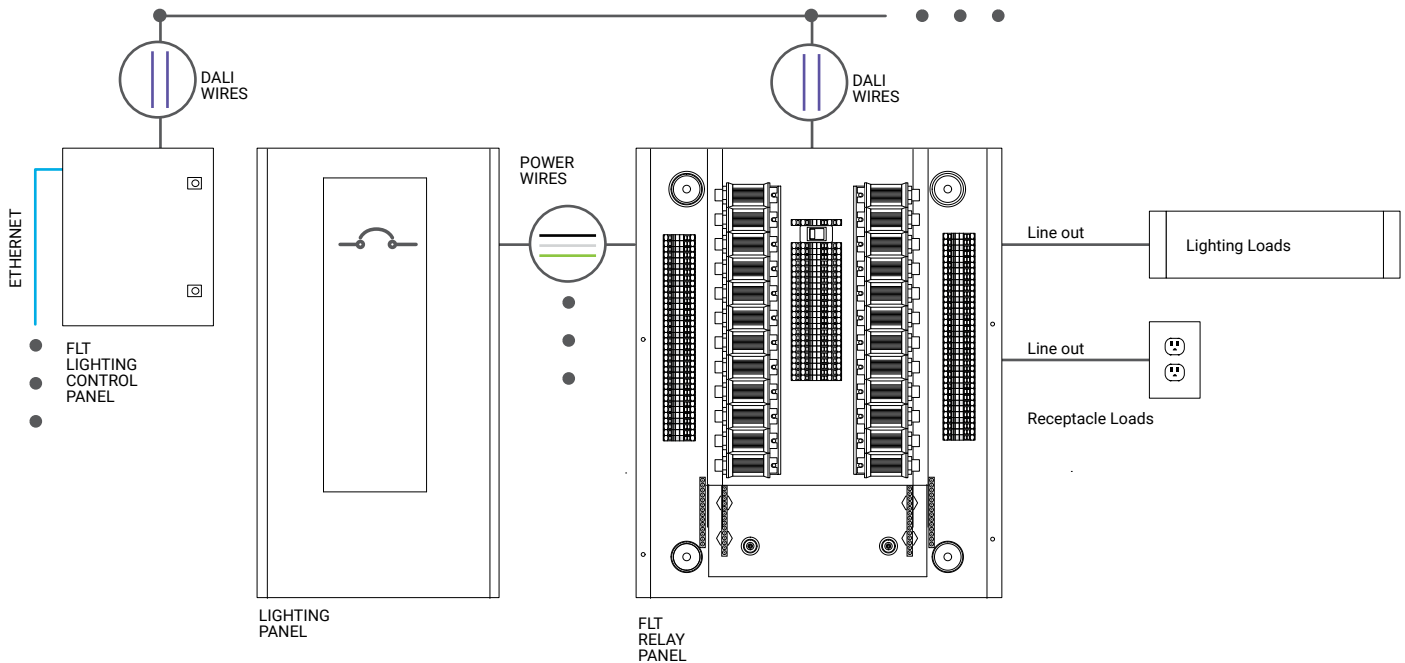 DALI
WIRES
DALI
WIRES
POWER
WIRES
ETHERNET
Line out
Lighting Loads
FLT
LIGHTING
CONTROL
PANEL
Line out
Receptacle Loads
LIGHTING
PANEL
FLT
RELAY
PANEL